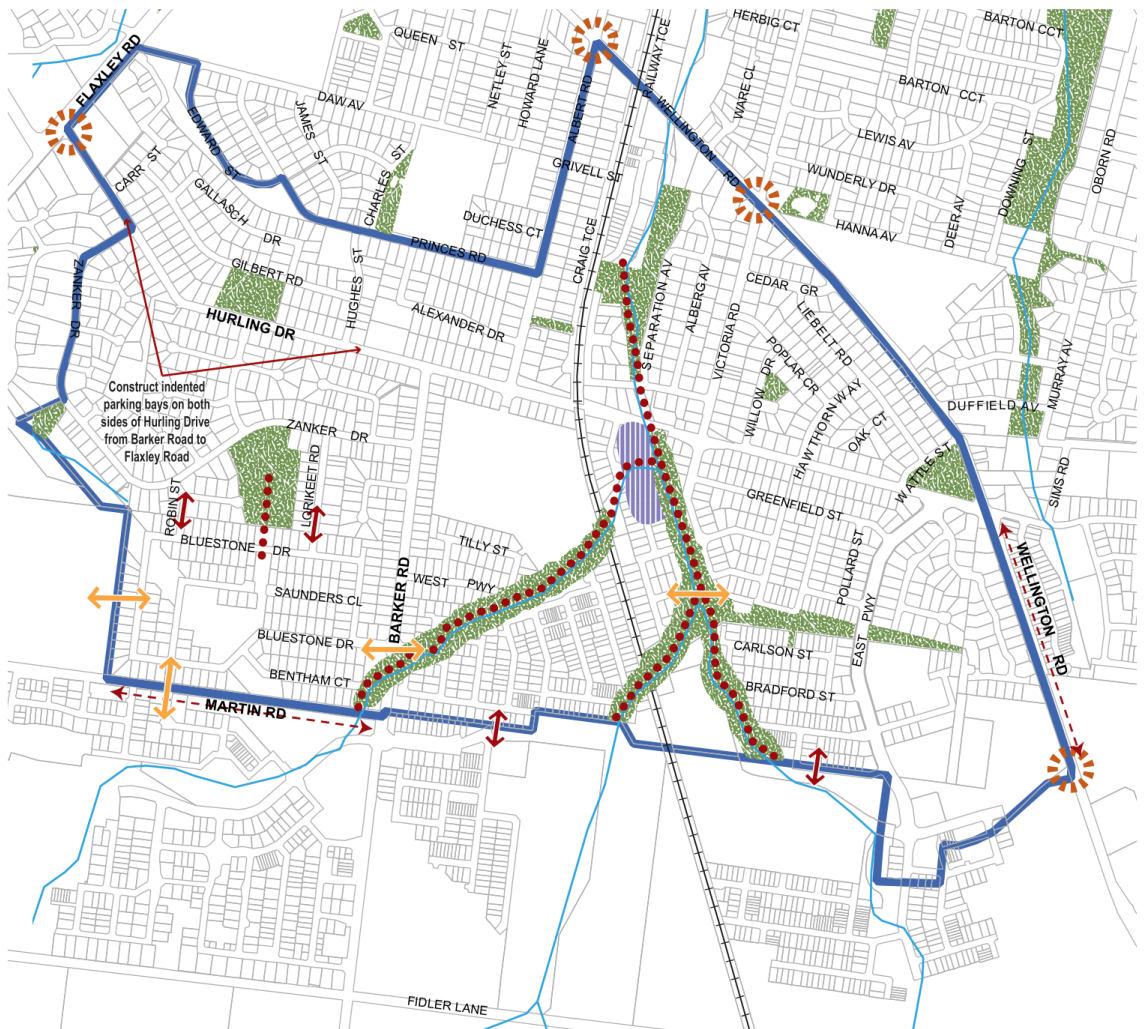 HERBIG CT
BARTON CCT
QUEEN ST
NETLEY ST
HOWARD LANE
RAILWAY TCE
FLAXLEY RD
DAW AV
JAMES ST
ALBERT RD
WELLINGTON RD
WARE CL
BARTON CCT
LEWIS AV
DOWNING ST
OBORN RD
EDWARD ST
CARR ST
CHARLES ST
GRIVELL ST
WUNDERLY DR
GALLASCH DR
DUCHESS CT
HANNA AV
DEER AV
PRINCES RD
CRAIG TCE
ZANKER DR
GILBERT RD
HUGHES ST
SEPARATION AV
ALBERG AV
CEDAR GR
HURLING DR
ALEXANDER DR
VICTORIA RD
LIEBELT RD
POPLAR CR
MURRAY AV
Construct indented
parking bays on both
sides of Hurling Drive
from Barker Road to
Flaxley Road
WILLOW DR
HAWTHORN WAY
OAK CT
DUFFIELD AV
ZANKER DR
LORIKEET RD
WATTLE ST
SIMS RD
ROBIN ST
GREENFIELD ST
BLUESTONE DR
TILLY ST
WEST PWY
POLLARD ST
WELLINGTON RD
SAUNDERS CL
BARKER RD
BLUESTONE DR
CARLSON ST
EAST PWY
BENTHAM CT
BRADFORD ST
MARTIN RD
FIDLER LANE